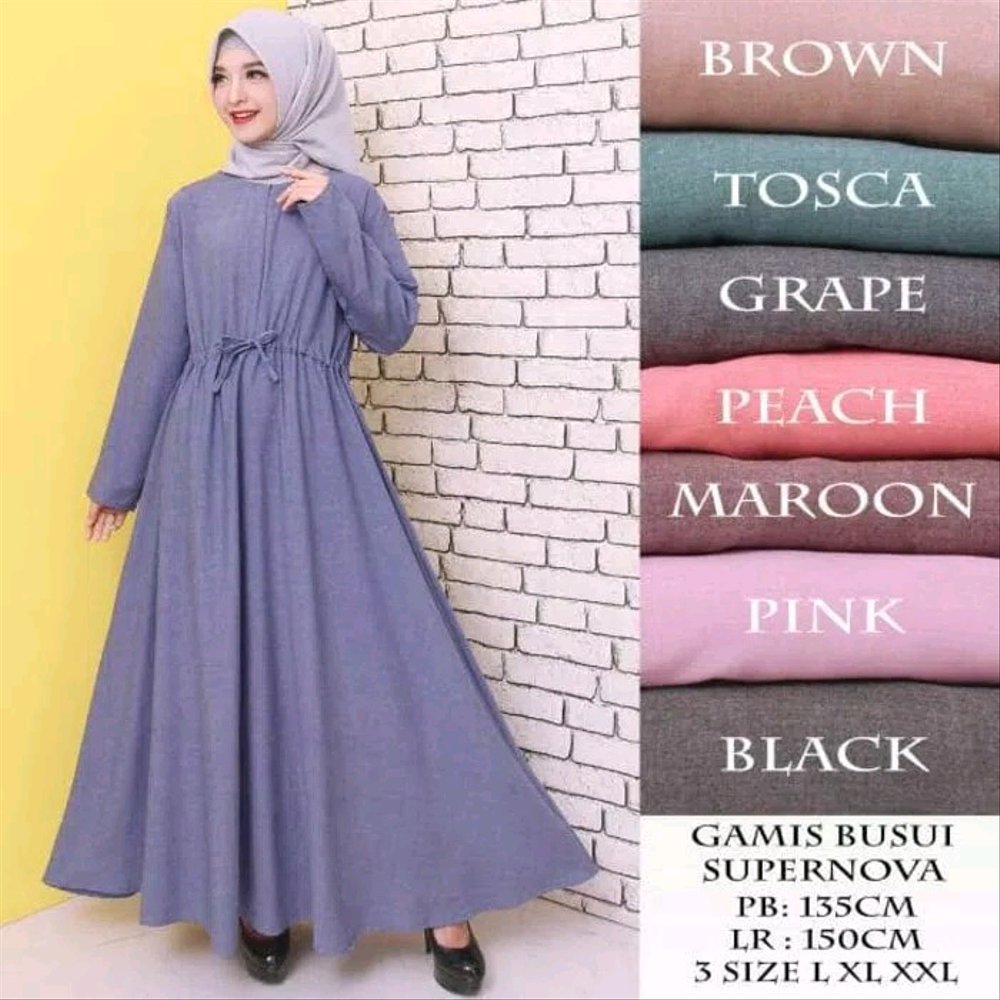 BROWN
TOSCA
GRAPE
PEACH
MAROON
PINK
BLACK
GAMIS BUSUI
SUPERNOVA
PB: 135CM
LR : 150CM
3 SIZE L XL XXL